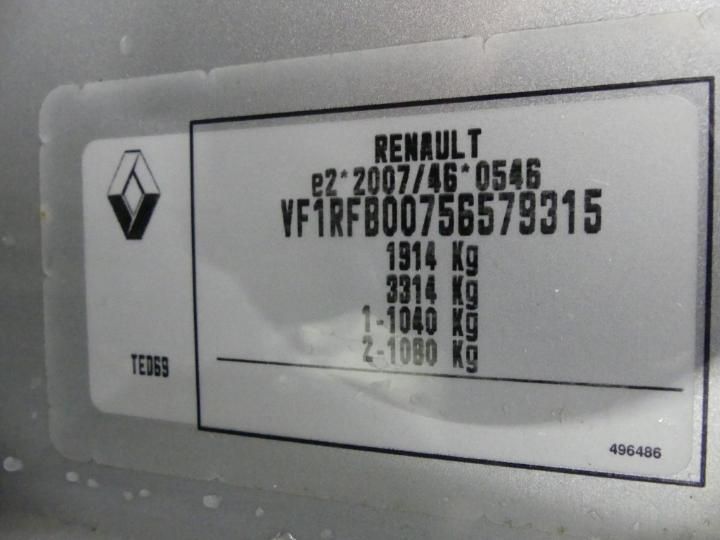 RENAULT
e2*2007/46*0546
VF1RFB00756579315
1914 Kg
3314 Kg
1-1040 Kg
2-1080 Kg
TED69
496486